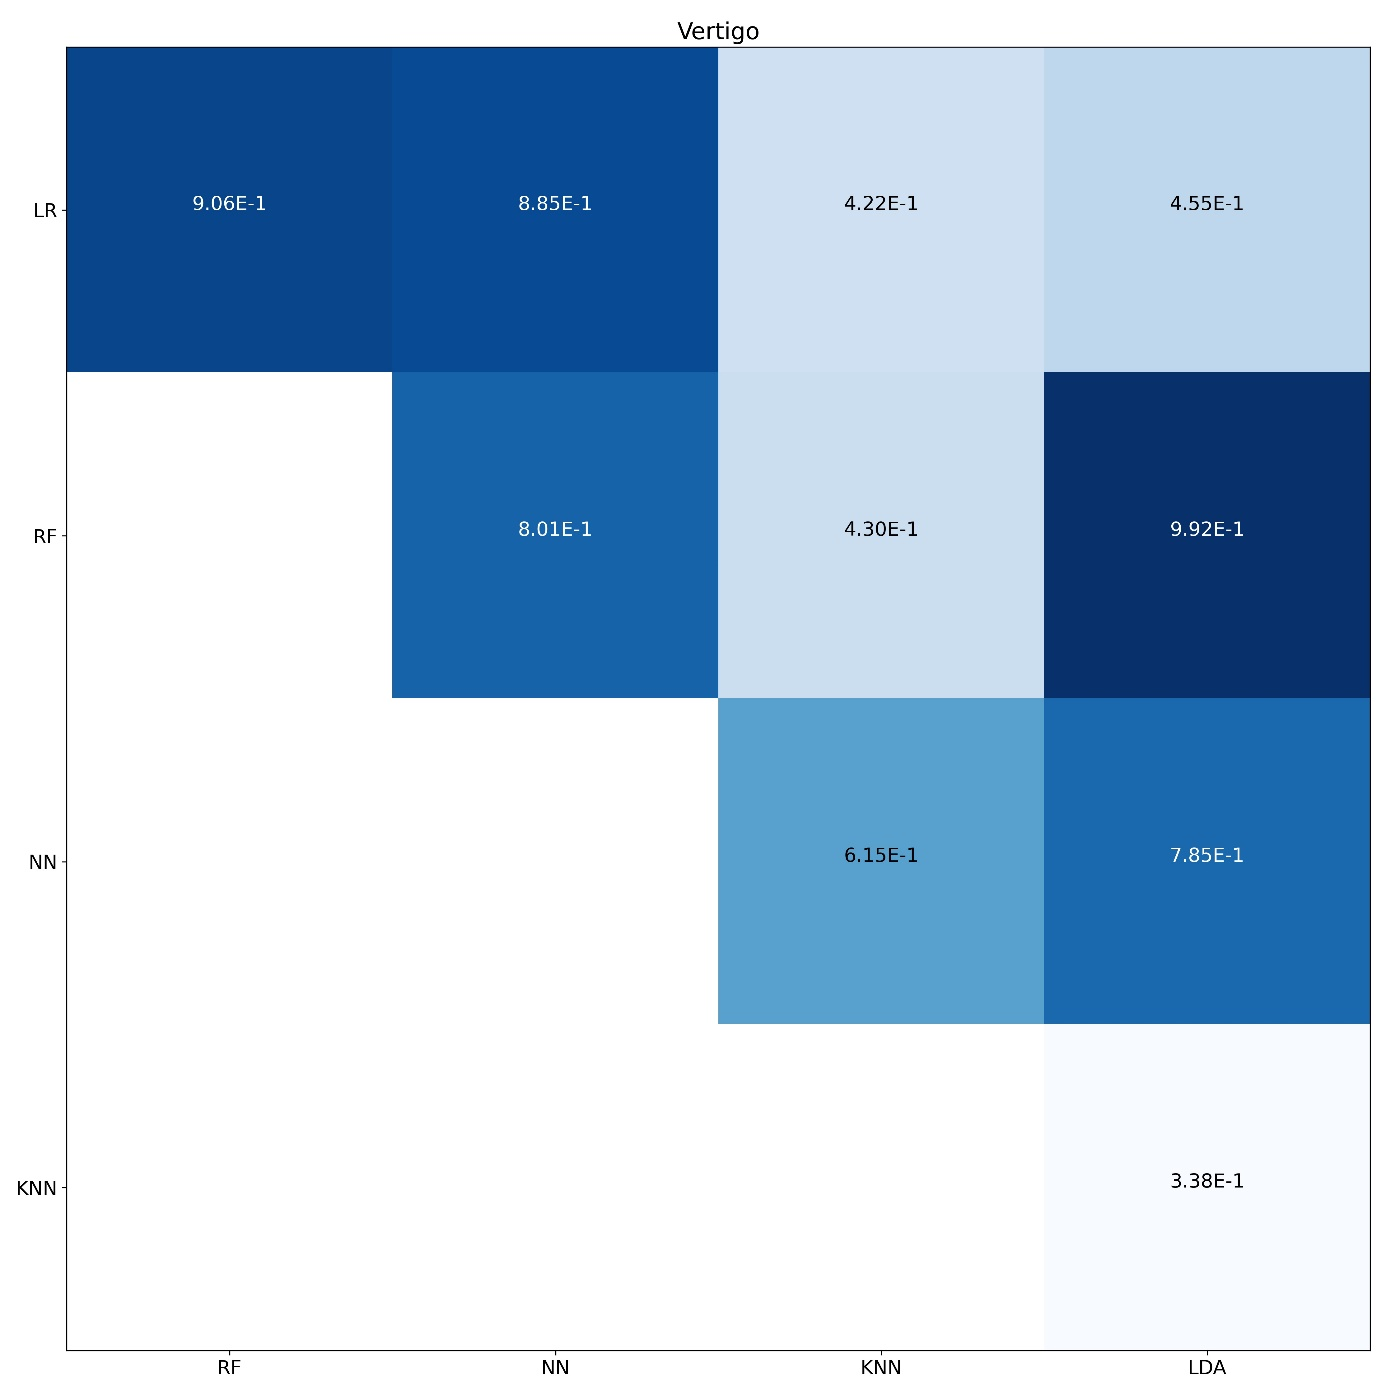 Vertigo
LR 9.06E-1 8.85E-1 4.22E-1 4.55E-1
RF 8.01E-1 4.30E-1 9.92E-1
NN 6.15E-1 7.85E-1
KNN 3.38E-1
RF NN KNN LDA